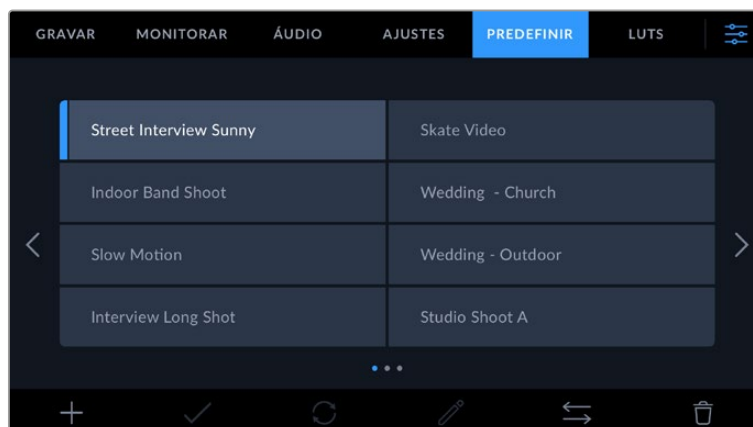 GRAVAR MONITORAR ÁUDIO AJUSTES PREDEFINIR LUTS
Street Interview Sunny Skate Video
Indoor Band Shoot Wedding - Church
Slow Motion Wedding - Outdoor
Interview Long Shot Studio Shoot A